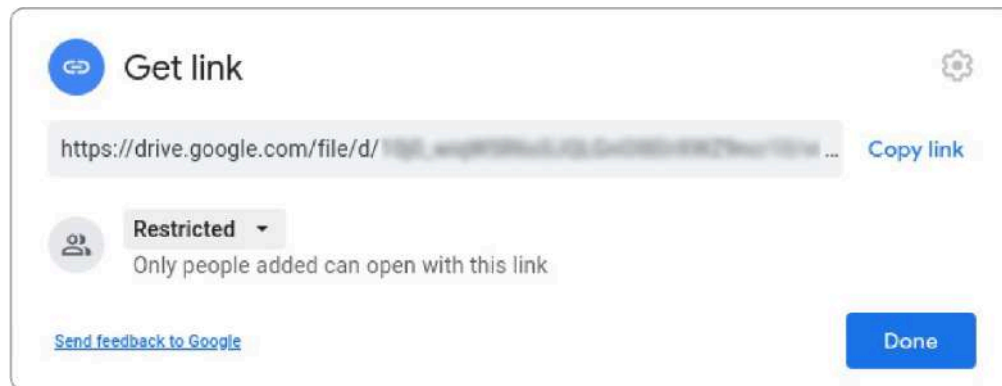 Get link
https://drive.google.com/file/d/ ... Copy link
Restricted
Only people added can open with this link
Send feedback to Google Done